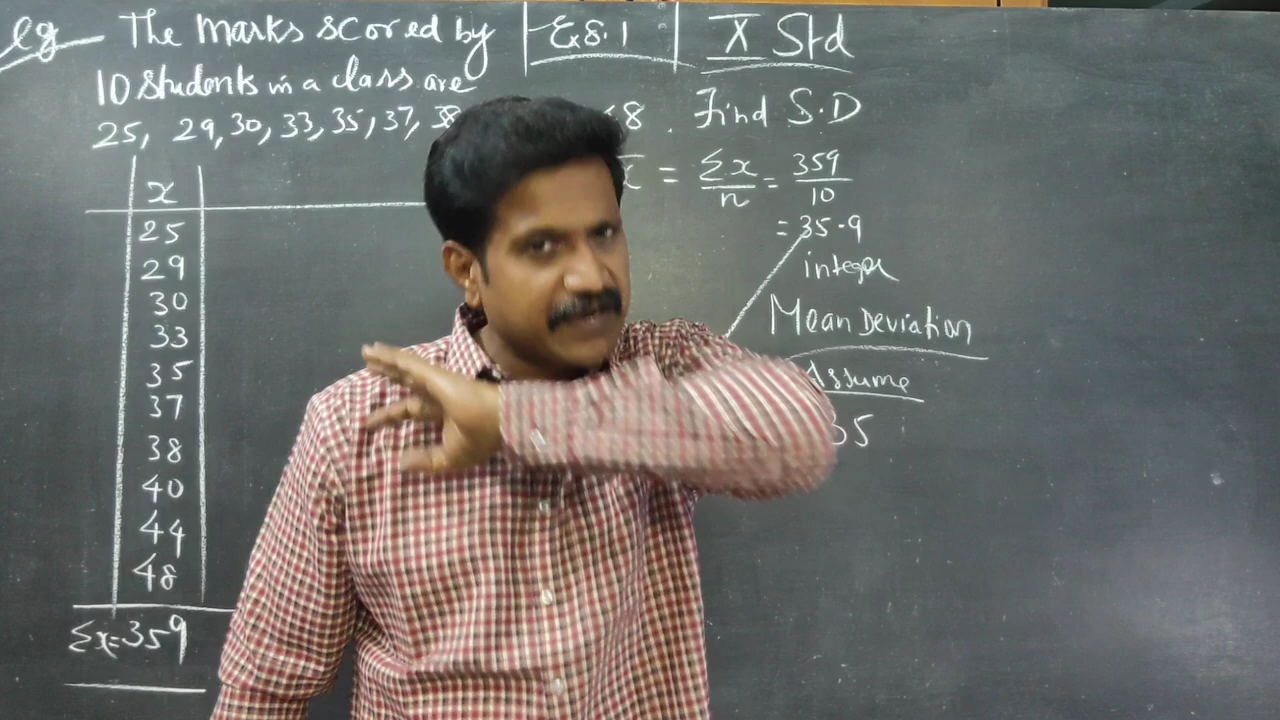 eg The marks scored by
10 students in a class are
25, 29, 30, 33, 35, 37, 38
8. Find S.D
Ex 8.1
X Std
x
25
29
30
33
35
37
38
40
44
48
Σx=359
x̄ = Σx/n = 359/10
= 35.9
integer
Mean Deviation
Assume
35